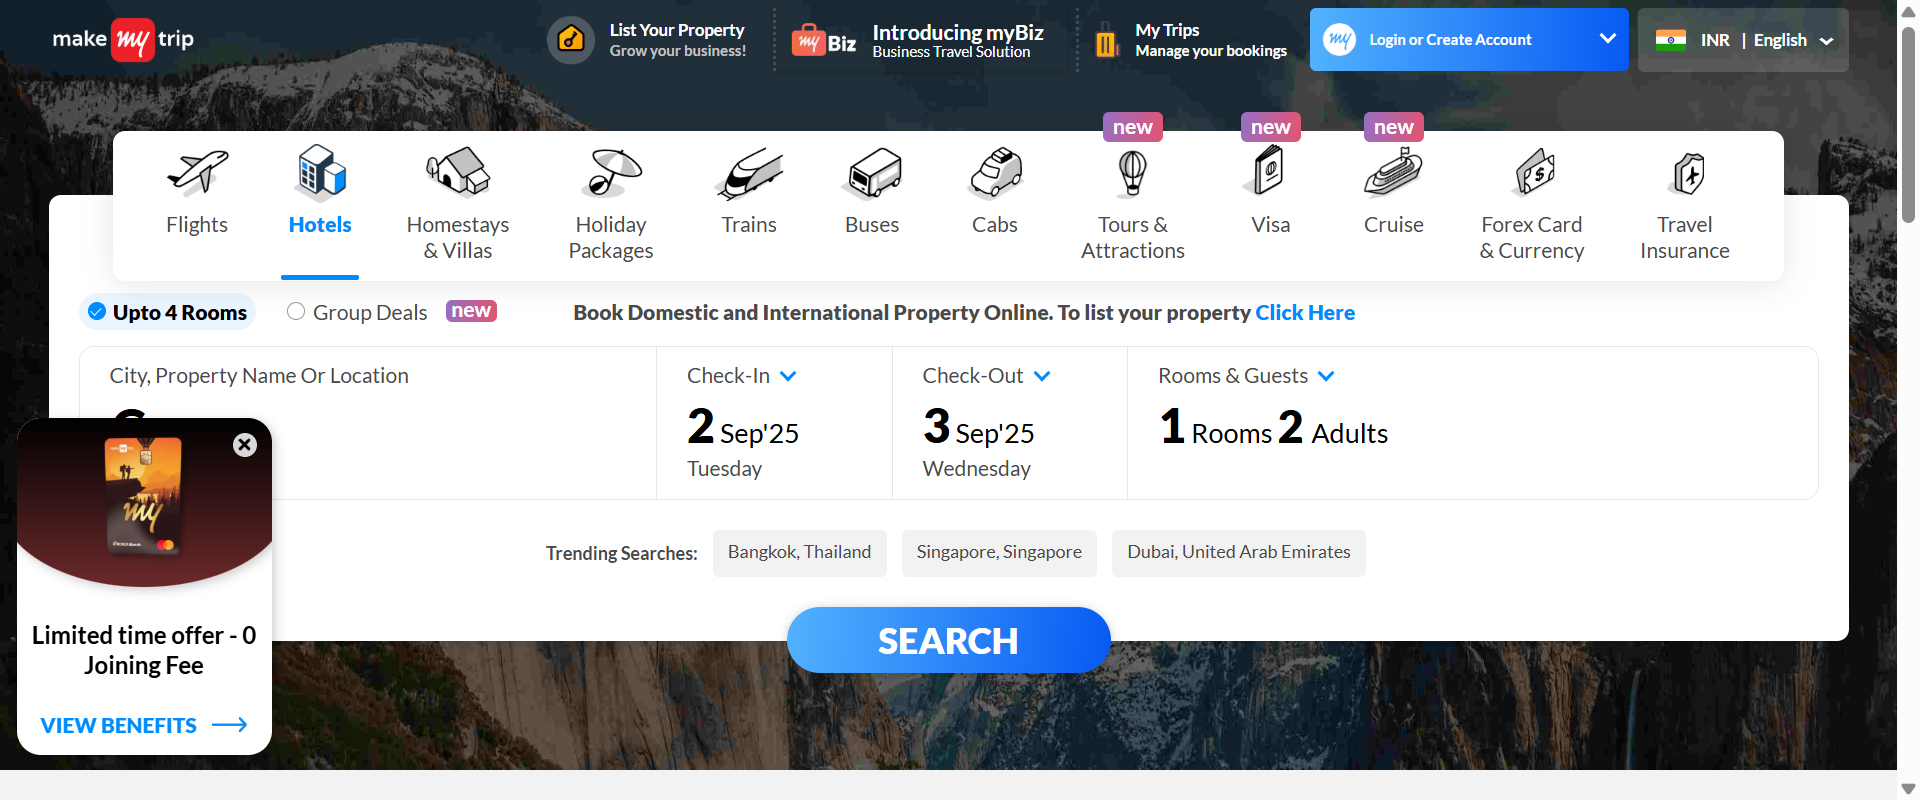 make my trip
List Your Property
Grow your business!
my Biz
Introducing myBiz
Business Travel Solution
My Trips
Manage your bookings
my
Login or Create Account
INR | English
new
new
new
Flights
Hotels
Homestays
& Villas
Holiday
Packages
Trains
Buses
Cabs
Tours &
Attractions
Visa
Cruise
Forex Card
& Currency
Travel
Insurance
Upto 4 Rooms
Group Deals
new
Book Domestic and International Property Online. To list your property Click Here
City, Property Name Or Location
Check-In
2 Sep'25
Tuesday
Check-Out
3 Sep'25
Wednesday
Rooms & Guests
1 Rooms 2 Adults
Trending Searches:
Bangkok, Thailand
Singapore, Singapore
Dubai, United Arab Emirates
SEARCH
my
Limited time offer - 0
Joining Fee
VIEW BENEFITS